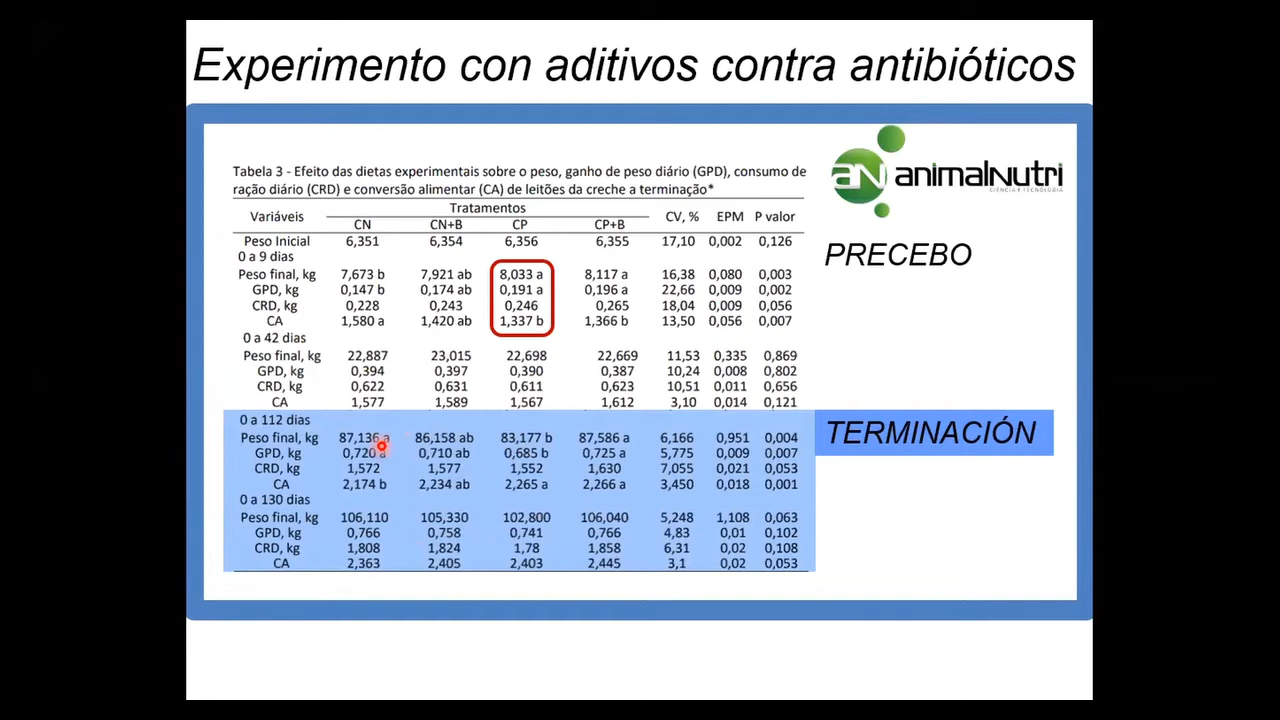 Experimento con aditivos contra antibióticos
Tabela 3 - Efeito das dietas experimentais sobre o peso, ganho de peso diário (GPD), consumo de
ração diário (CRD) e conversão alimentar (CA) de leitões da creche a terminação*
animalNutri
CIÊNCIA E TECNOLOGIA
Variáveis Tratamentos CV, % EPM P valor
CN CN+B CP CP+B
Peso Inicial 6,351 6,354 6,356 6,355 17,10 0,002 0,126
0 a 9 dias
Peso final, kg 7,673 b 7,921 ab 8,033 a 8,117 a 16,38 0,080 0,003
GPD, kg 0,147 b 0,174 ab 0,191 a 0,196 a 22,66 0,009 0,002
CRD, kg 0,228 0,243 0,246 0,265 18,04 0,009 0,056
CA 1,580 a 1,420 ab 1,337 b 1,366 b 13,50 0,056 0,007
0 a 42 dias
Peso final, kg 22,887 23,015 22,698 22,669 11,53 0,335 0,869
GPD, kg 0,394 0,397 0,390 0,387 10,24 0,008 0,802
CRD, kg 0,622 0,631 0,611 0,623 10,51 0,011 0,656
CA 1,577 1,589 1,567 1,612 3,10 0,014 0,121
0 a 112 dias
Peso final, kg 87,136 a 86,158 ab 83,177 b 87,586 a 6,166 0,951 0,004
GPD, kg 0,720 a 0,710 ab 0,685 b 0,725 a 5,775 0,009 0,007
CRD, kg 1,572 1,577 1,552 1,630 7,055 0,021 0,053
CA 2,174 b 2,234 ab 2,265 a 2,266 a 3,450 0,018 0,001
0 a 130 dias
Peso final, kg 106,110 105,330 102,800 106,040 5,248 1,108 0,063
GPD, kg 0,766 0,758 0,741 0,766 4,83 0,01 0,102
CRD, kg 1,808 1,824 1,78 1,858 6,31 0,02 0,108
CA 2,363 2,405 2,403 2,445 3,1 0,02 0,053
PRECEBO
TERMINACIÓN